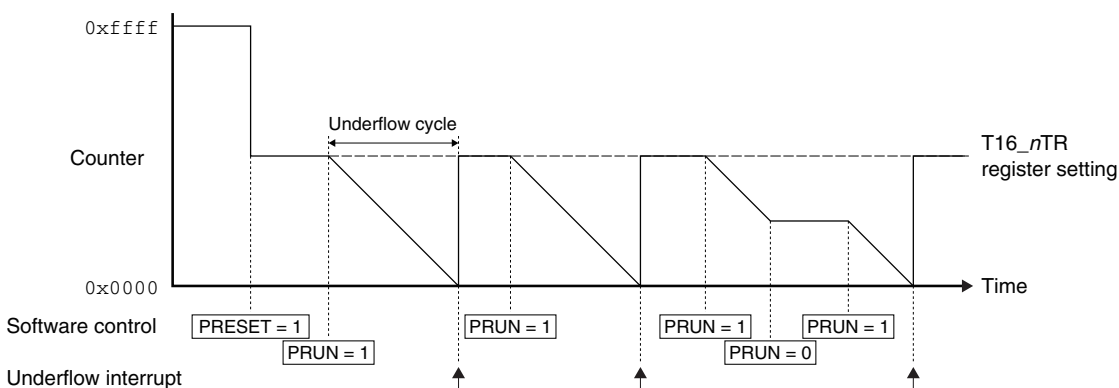 0xffff
Underflow cycle
Counter
T16_nTR
register setting
0x0000
Time
Software control
PRESET = 1
PRUN = 1
PRUN = 1
PRUN = 1
PRUN = 0
PRUN = 1
Underflow interrupt